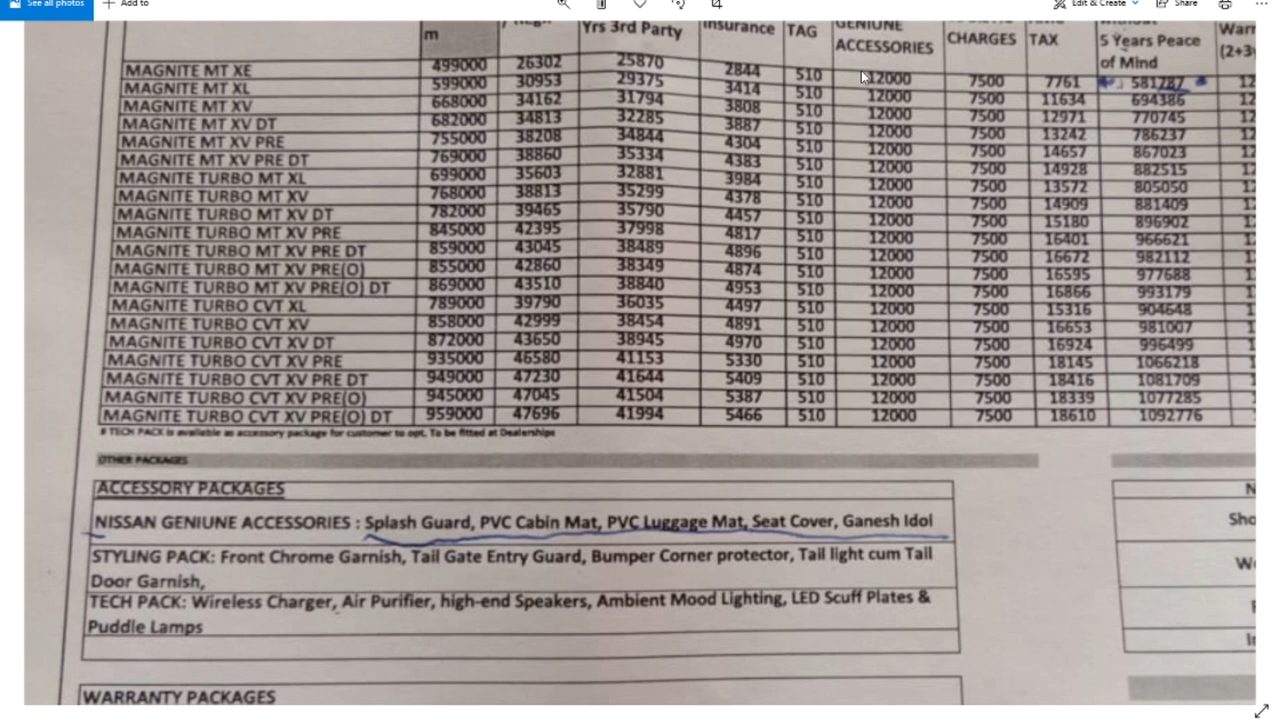 See all photos + Add to Edit & Create Share
m Yrs 3rd Party Insurance TAG GENIUNE ACCESSORIES CHARGES TAX 5 Years Peace of Mind (2+3
MAGNITE MT XE 499000 26302 25870 2844 510 12000 7500 7761 581787
MAGNITE MT XL 599000 30953 29375 3414 510 12000 7500 11634 694386
MAGNITE MT XV 668000 34162 31794 3808 510 12000 7500 12971 770745
MAGNITE MT XV DT 682000 34813 32285 3887 510 12000 7500 13242 786237
MAGNITE MT XV PRE 755000 38208 34844 4304 510 12000 7500 14657 867023
MAGNITE MT XV PRE DT 769000 38860 35334 4383 510 12000 7500 14928 882515
MAGNITE TURBO MT XL 699000 35603 32881 3984 510 12000 7500 13572 805050
MAGNITE TURBO MT XV 768000 38813 35299 4378 510 12000 7500 14909 881409
MAGNITE TURBO MT XV DT 782000 39465 35790 4457 510 12000 7500 15180 896902
MAGNITE TURBO MT XV PRE 845000 42395 37998 4817 510 12000 7500 16401 966621
MAGNITE TURBO MT XV PRE DT 859000 43045 38489 4896 510 12000 7500 16672 982112
MAGNITE TURBO MT XV PRE(O) 855000 42860 38349 4874 510 12000 7500 16595 977688
MAGNITE TURBO MT XV PRE(O) DT 869000 43510 38840 4953 510 12000 7500 16866 993179
MAGNITE TURBO CVT XL 789000 39790 36035 4497 510 12000 7500 15316 904648
MAGNITE TURBO CVT XV 858000 42999 38454 4891 510 12000 7500 16653 981007
MAGNITE TURBO CVT XV DT 872000 43650 38945 4970 510 12000 7500 16924 996499
MAGNITE TURBO CVT XV PRE 935000 46580 41153 5330 510 12000 7500 18145 1066218
MAGNITE TURBO CVT XV PRE DT 949000 47230 41644 5409 510 12000 7500 18416 1081709
MAGNITE TURBO CVT XV PRE(O) 945000 47045 41504 5387 510 12000 7500 18339 1077285
MAGNITE TURBO CVT XV PRE(O) DT 959000 47696 41994 5466 510 12000 7500 18610 1092776
# TECH PACK is available as accessory package for customer to opt. To be fitted at Dealerships
OTHER PACKAGES
ACCESSORY PACKAGES
NISSAN GENIUNE ACCESSORIES : Splash Guard, PVC Cabin Mat, PVC Luggage Mat, Seat Cover, Ganesh Idol
STYLING PACK: Front Chrome Garnish, Tail Gate Entry Guard, Bumper Corner protector, Tail light cum Tail
Door Garnish,
TECH PACK: Wireless Charger, Air Purifier, high-end Speakers, Ambient Mood Lighting, LED Scuff Plates &
Puddle Lamps
WARRANTY PACKAGES